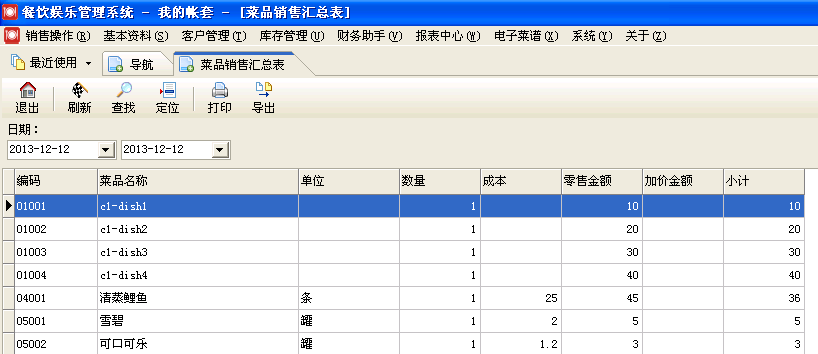 餐饮娱乐管理系统 - 我的帐套 - [菜品销售汇总表]
销售操作(R) 基本资料(S) 客户管理(T) 库存管理(U) 财务助手(V) 报表中心(W) 电子菜谱(X) 系统(Y) 关于(Z)
最近使用 导航 菜品销售汇总表
退出 刷新 查找 定位 打印 导出
日期：
2013-12-12 2013-12-12
编码 菜品名称 单位 数量 成本 零售金额 加价金额 小计
01001 c1-dish1 1 10 10
01002 c1-dish2 1 20 20
01003 c1-dish3 1 30 30
01004 c1-dish4 1 40 40
04001 清蒸鲤鱼 条 1 25 45 36
05001 雪碧 罐 1 2 5 5
05002 可口可乐 罐 1 1.2 3 3